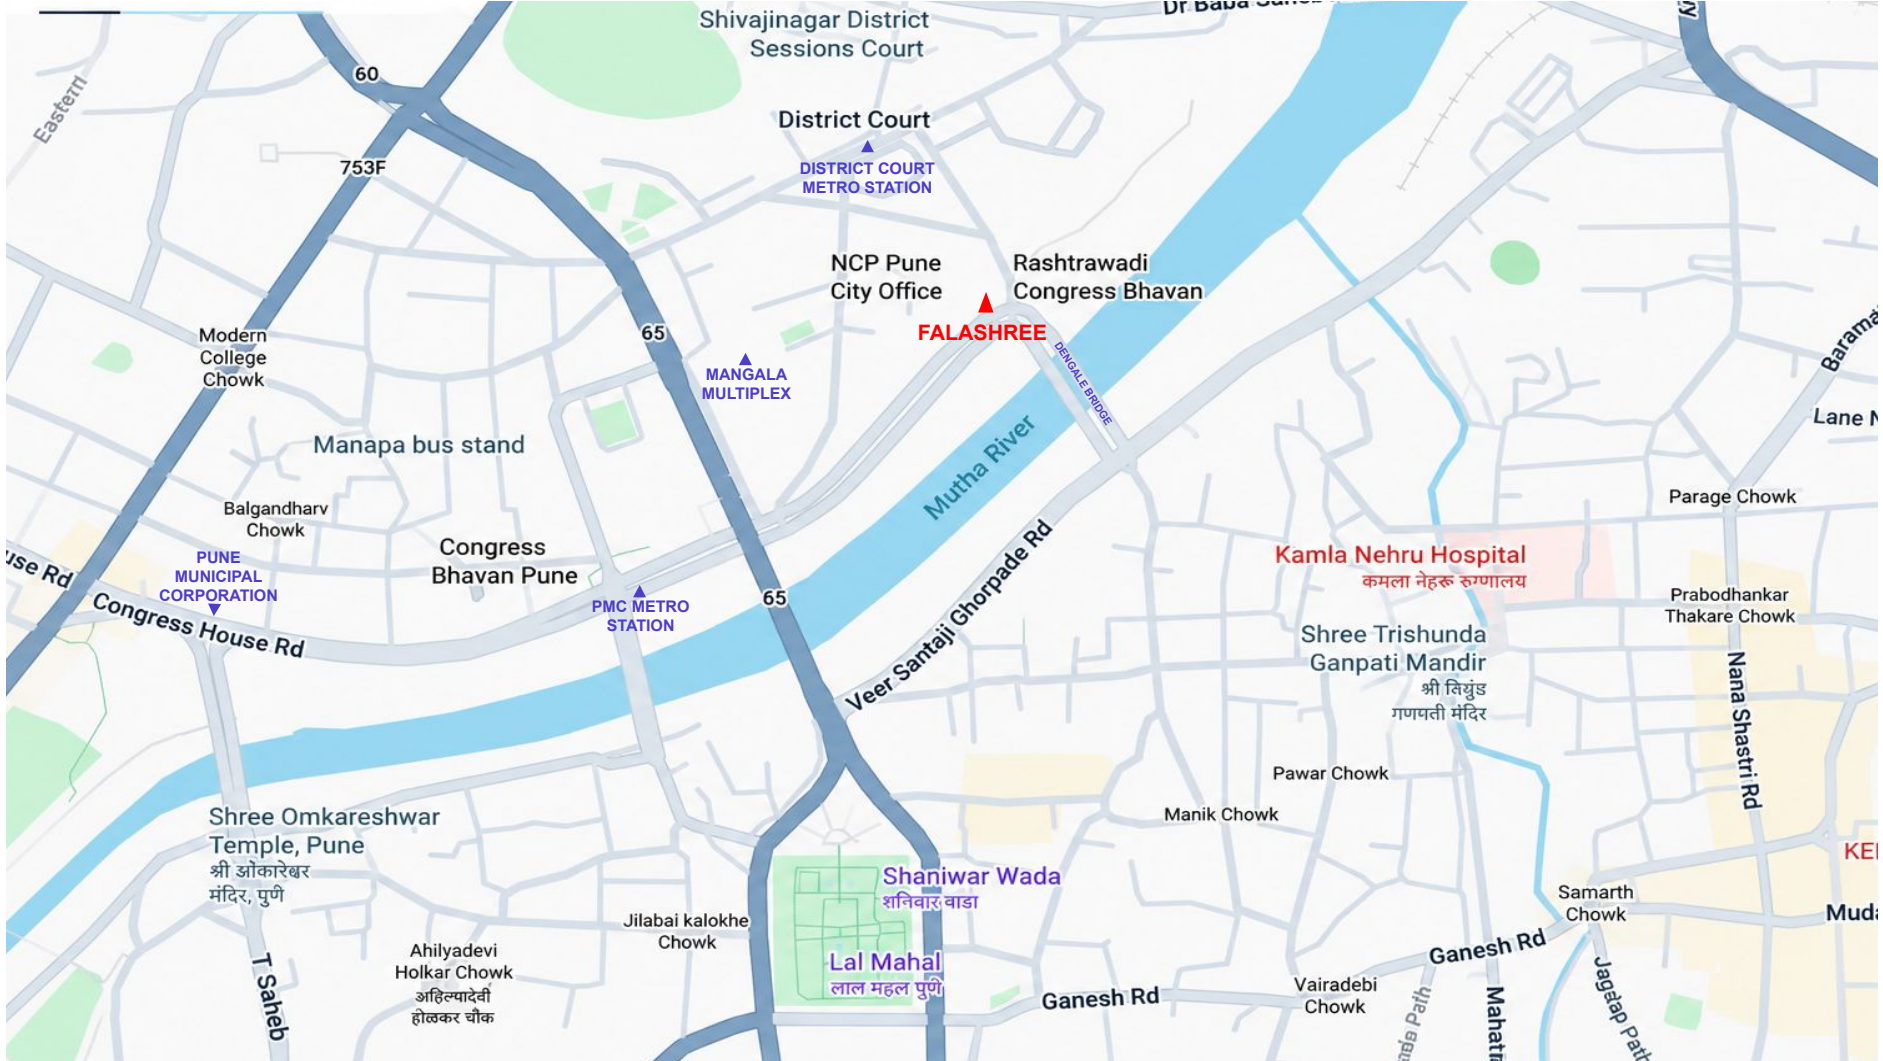 Shivajinagar District
Sessions Court
60
Eastern
District Court
DISTRICT COURT
METRO STATION
753F
NCP Pune
City Office
Rashtrawadi
Congress Bhavan
FALASHREE
65
DENGALE BRIDGE
Modern
College
Chowk
MANGALA
MULTIPLEX
Manapa bus stand
Mutha River
Lane
Balgandharv
Chowk
Parage Chowk
Congress
Bhavan Pune
PUNE
MUNICIPAL
CORPORATION
Rd
Congress House Rd
PMC METRO
STATION
65
Veer Santaji Ghorpade Rd
Kamla Nehru Hospital
कमला नेहरू रुग्णालय
Prabodhankar
Thakare Chowk
Shree Trishunda
Ganpati Mandir
गणपती मंदिर
Nana Shastri Rd
Pawar Chowk
Manik Chowk
Shree Omkareshwar
Temple, Pune
श्री ओंकारेश्वर
मंदिर, पुणे
Shaniwar Wada
शनिवार वाडा
Samarth
Chowk
Jilabai kalokhe
Chowk
Ahilyadevi
Holkar Chowk
अहिल्यादेवी
होळकर चौक
Lal Mahal
लाल महल पुणे
T Saheb
Ganesh Rd
Ganesh Rd
Vairadebi
Chowk
Path
Jagtap Path